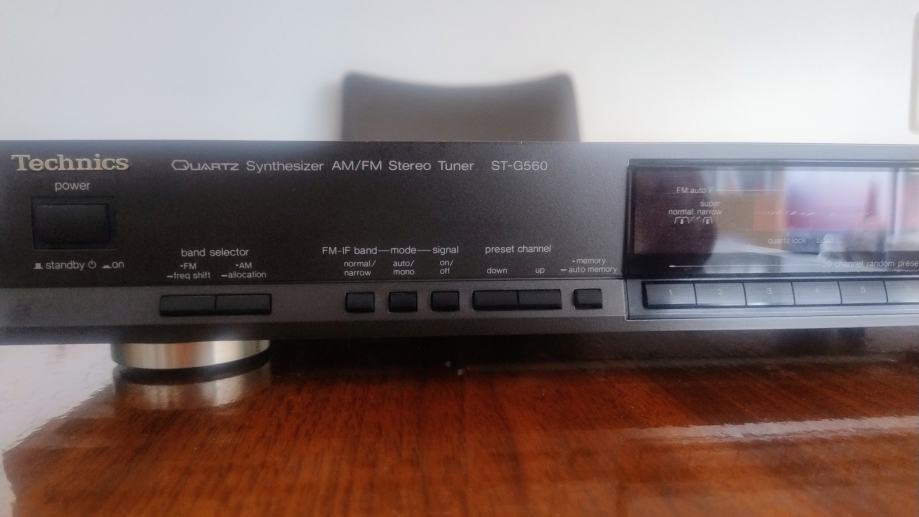 Technics
QUARTZ Synthesizer AM/FM Stereo Tuner ST-G560
power
standby on
band selector
-FM
-freq shift
-AM
-allocation
FM-IF band mode signal
normal/
narrow
auto/
mono
on/
off
preset channel
down up
-memory
-auto memory
FM auto IF
super
normal narrow
quartz lock
channel random prese
1 2 3 4 5